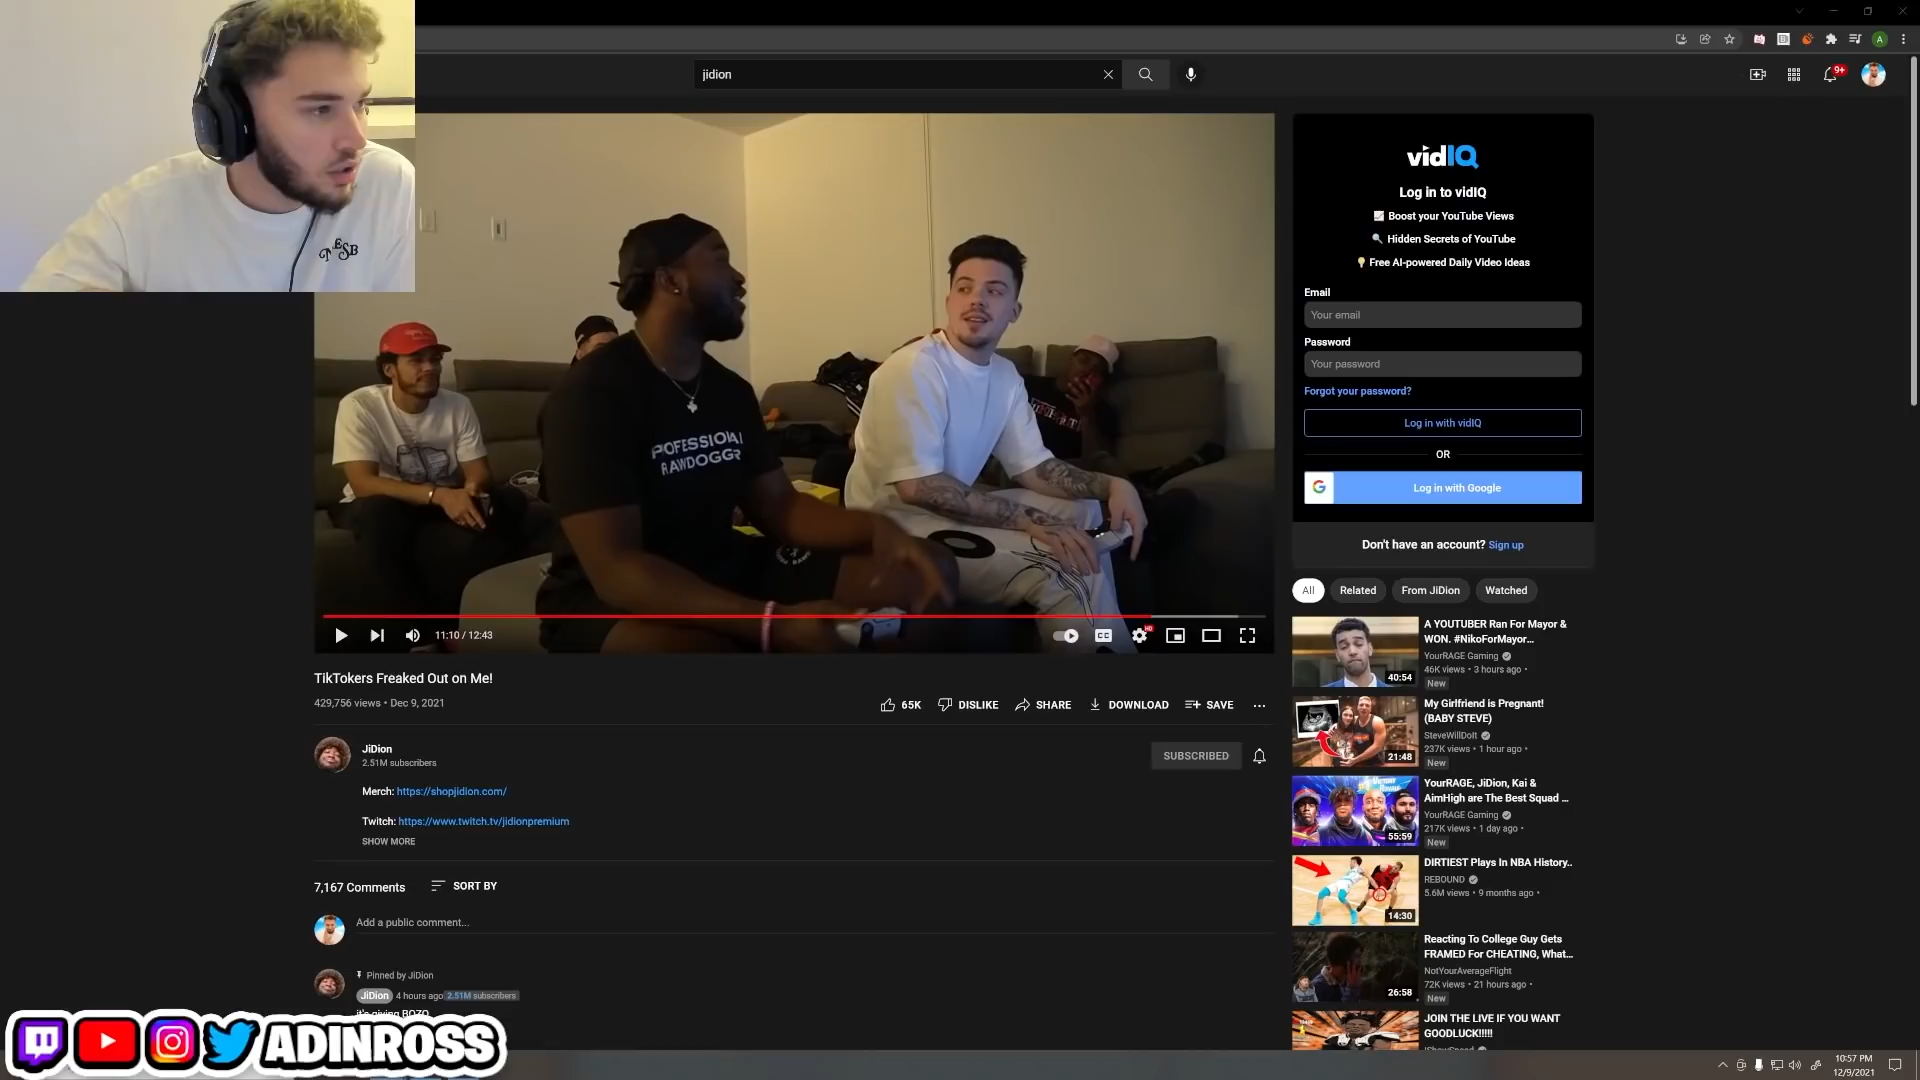 jidion
9+
TESB
PROFESSIONAL
RAWDOGGR
11:10 / 12:43
CC
HD
TikTokers Freaked Out on Me!
429,756 views • Dec 9, 2021
65K
DISLIKE
SHARE
DOWNLOAD
SAVE
JiDion
2.51M subscribers
SUBSCRIBED
Merch: https://shopjidion.com/
Twitch: https://www.twitch.tv/jidionpremium
SHOW MORE
7,167 Comments
SORT BY
Add a public comment...
Pinned by JiDion
JiDion 4 hours ago 2.51M subscribers
it's giving BOZO
ADINROSS
vidIQ
Log in to vidIQ
Boost your YouTube Views
Hidden Secrets of YouTube
Free AI-powered Daily Video Ideas
Email
Your email
Password
Your password
Forgot your password?
Log in with vidIQ
OR
G
Log in with Google
Don't have an account? Sign up
All
Related
From JiDion
Watched
A YOUTUBER Ran For Mayor &
WON. #NikoForMayor...
YourRAGE Gaming
46K views • 3 hours ago •
New
40:54
My Girlfriend is Pregnant!
(BABY STEVE)
SteveWillDoIt
237K views • 1 hour ago •
New
21:48
YourRAGE, JiDion, Kai &
AimHigh are The Best Squad ...
YourRAGE Gaming
217K views • 1 day ago •
New
55:59
DIRTIEST Plays In NBA History..
REBOUND
5.6M views • 9 months ago •
14:30
Reacting To College Guy Gets
FRAMED For CHEATING, What...
NotYourAverageFlight
72K views • 21 hours ago •
New
26:58
JOIN THE LIVE IF YOU WANT
GOODLUCK!!!!!
IShowSpeed
10:57 PM
12/9/2021